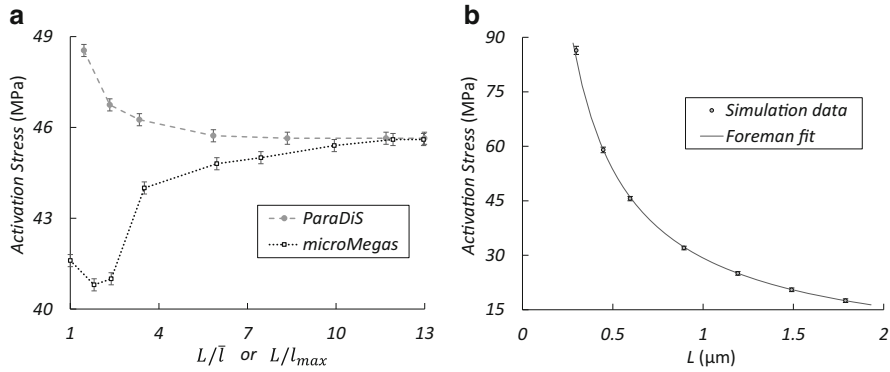 a
49
46
43
40
Activation Stress (MPa)
ParaDiS
microMegas
1 4 7 10 13
L/l̅ or L/l_max
b
90
75
60
45
30
15
Activation Stress (MPa)
Simulation data
Foreman fit
0 0.5 1 1.5 2
L (μm)